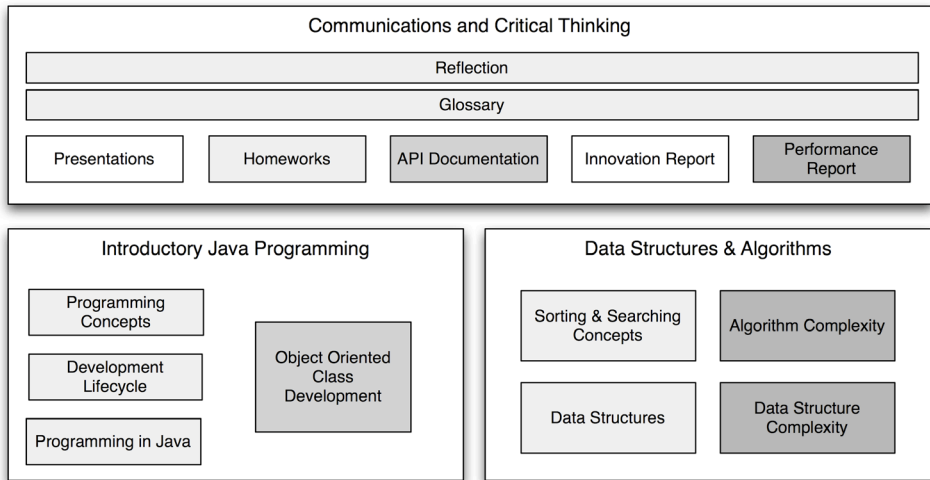 Communications and Critical Thinking
Reflection
Glossary
Presentations
Homeworks
API Documentation
Innovation Report
Performance
Report
Introductory Java Programming
Programming
Concepts
Development
Lifecycle
Programming in Java
Object Oriented
Class
Development
Data Structures & Algorithms
Sorting & Searching
Concepts
Algorithm Complexity
Data Structures
Data Structure
Complexity